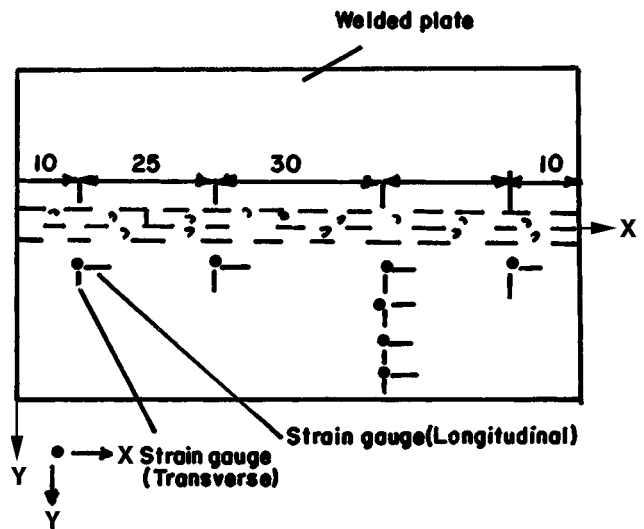 Welded plate
10 25 30 10
X
Strain gauge(Longitudinal)
X Strain gauge
(Transverse)
Y
Y